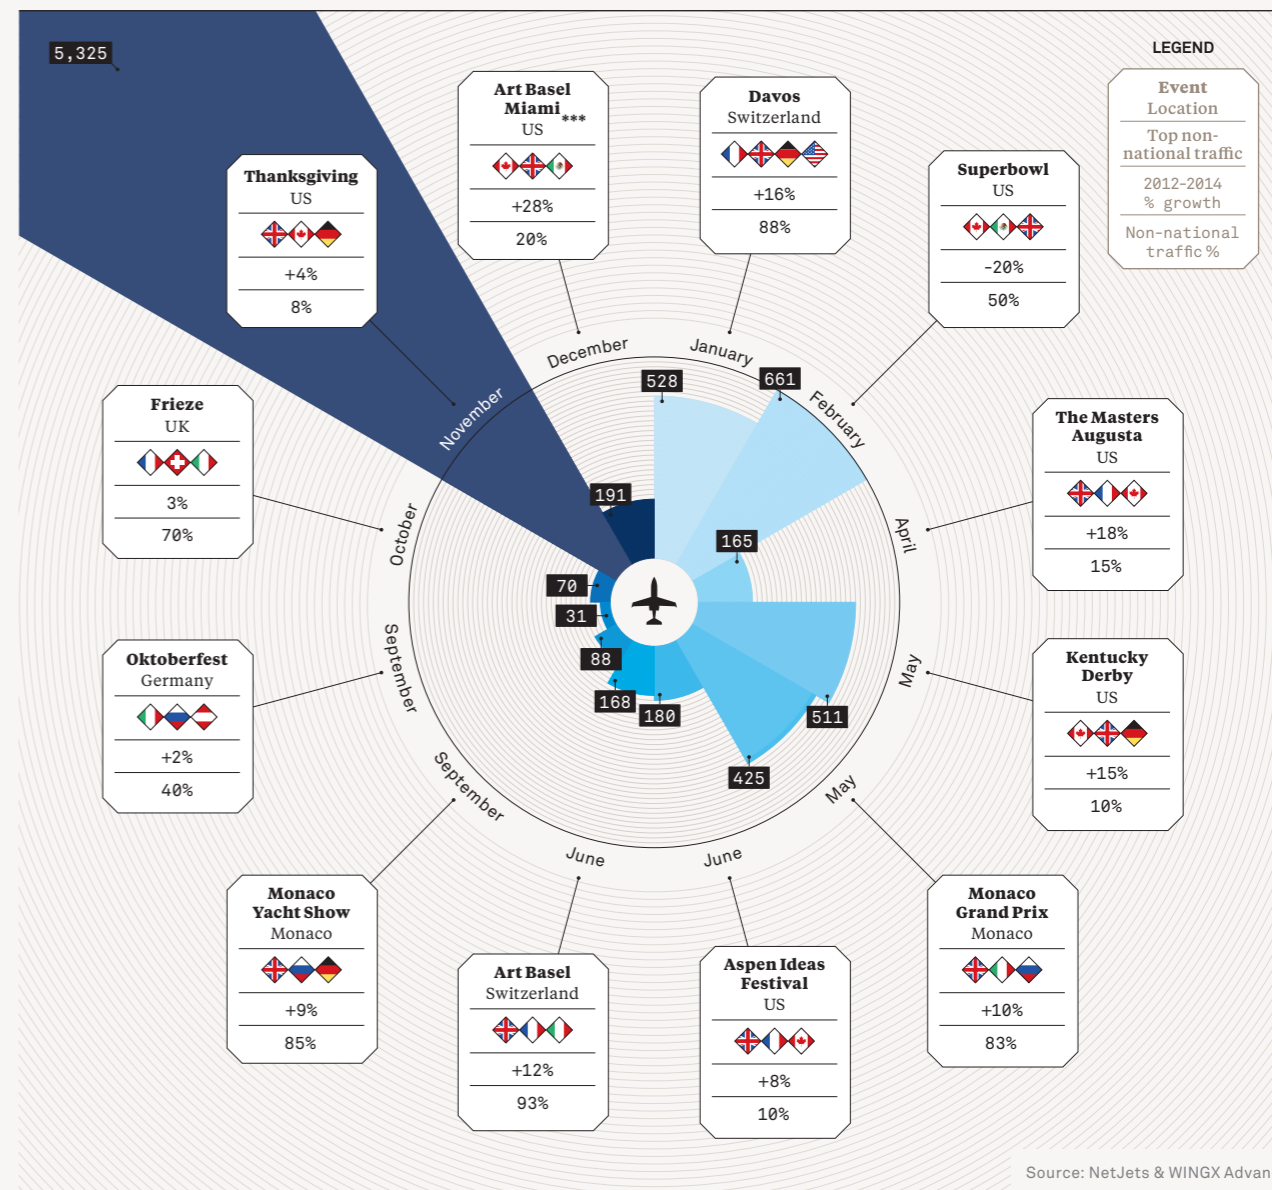 5,325
LEGEND
Event
Location
Top non-
national traffic
2012-2014
% growth
Non-national
traffic %
Art Basel
Miami***
US
+28%
20%
Davos
Switzerland
+16%
88%
Thanksgiving
US
+4%
8%
Superbowl
US
-20%
50%
December
January
November
February
528
661
Frieze
UK
3%
70%
The Masters
Augusta
US
+18%
15%
October
April
191
165
70
31
88
168
180
511
425
Oktoberfest
Germany
+2%
40%
Kentucky
Derby
US
+15%
10%
September
May
September
May
June
June
Monaco
Yacht Show
Monaco
+9%
85%
Art Basel
Switzerland
+12%
93%
Aspen Ideas
Festival
US
+8%
10%
Monaco
Grand Prix
Monaco
+10%
83%
Source: NetJets & WINGX Advan